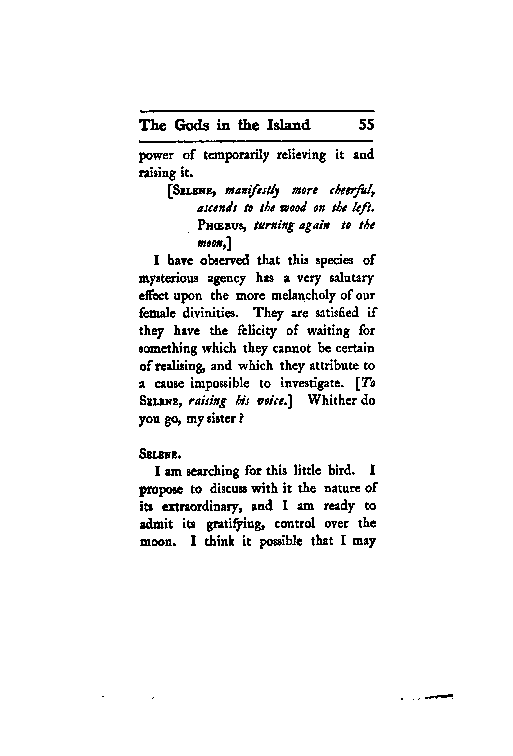 The Gods in the Island 55
power of temporarily relieving it and
raising it.
[SELENE, manifestly more cheerful,
ascends to the wood on the left.
PHŒBUS, turning again to the
moon,]
I have observed that this species of
mysterious agency has a very salutary
effect upon the more melancholy of our
female divinities. They are satisfied if
they have the felicity of waiting for
something which they cannot be certain
of realising, and which they attribute to
a cause impossible to investigate. [To
SELENE, raising his voice.] Whither do
you go, my sister?
SELENE.
I am searching for this little bird. I
propose to discuss with it the nature of
its extraordinary, and I am ready to
admit its gratifying, control over the
moon. I think it possible that I may